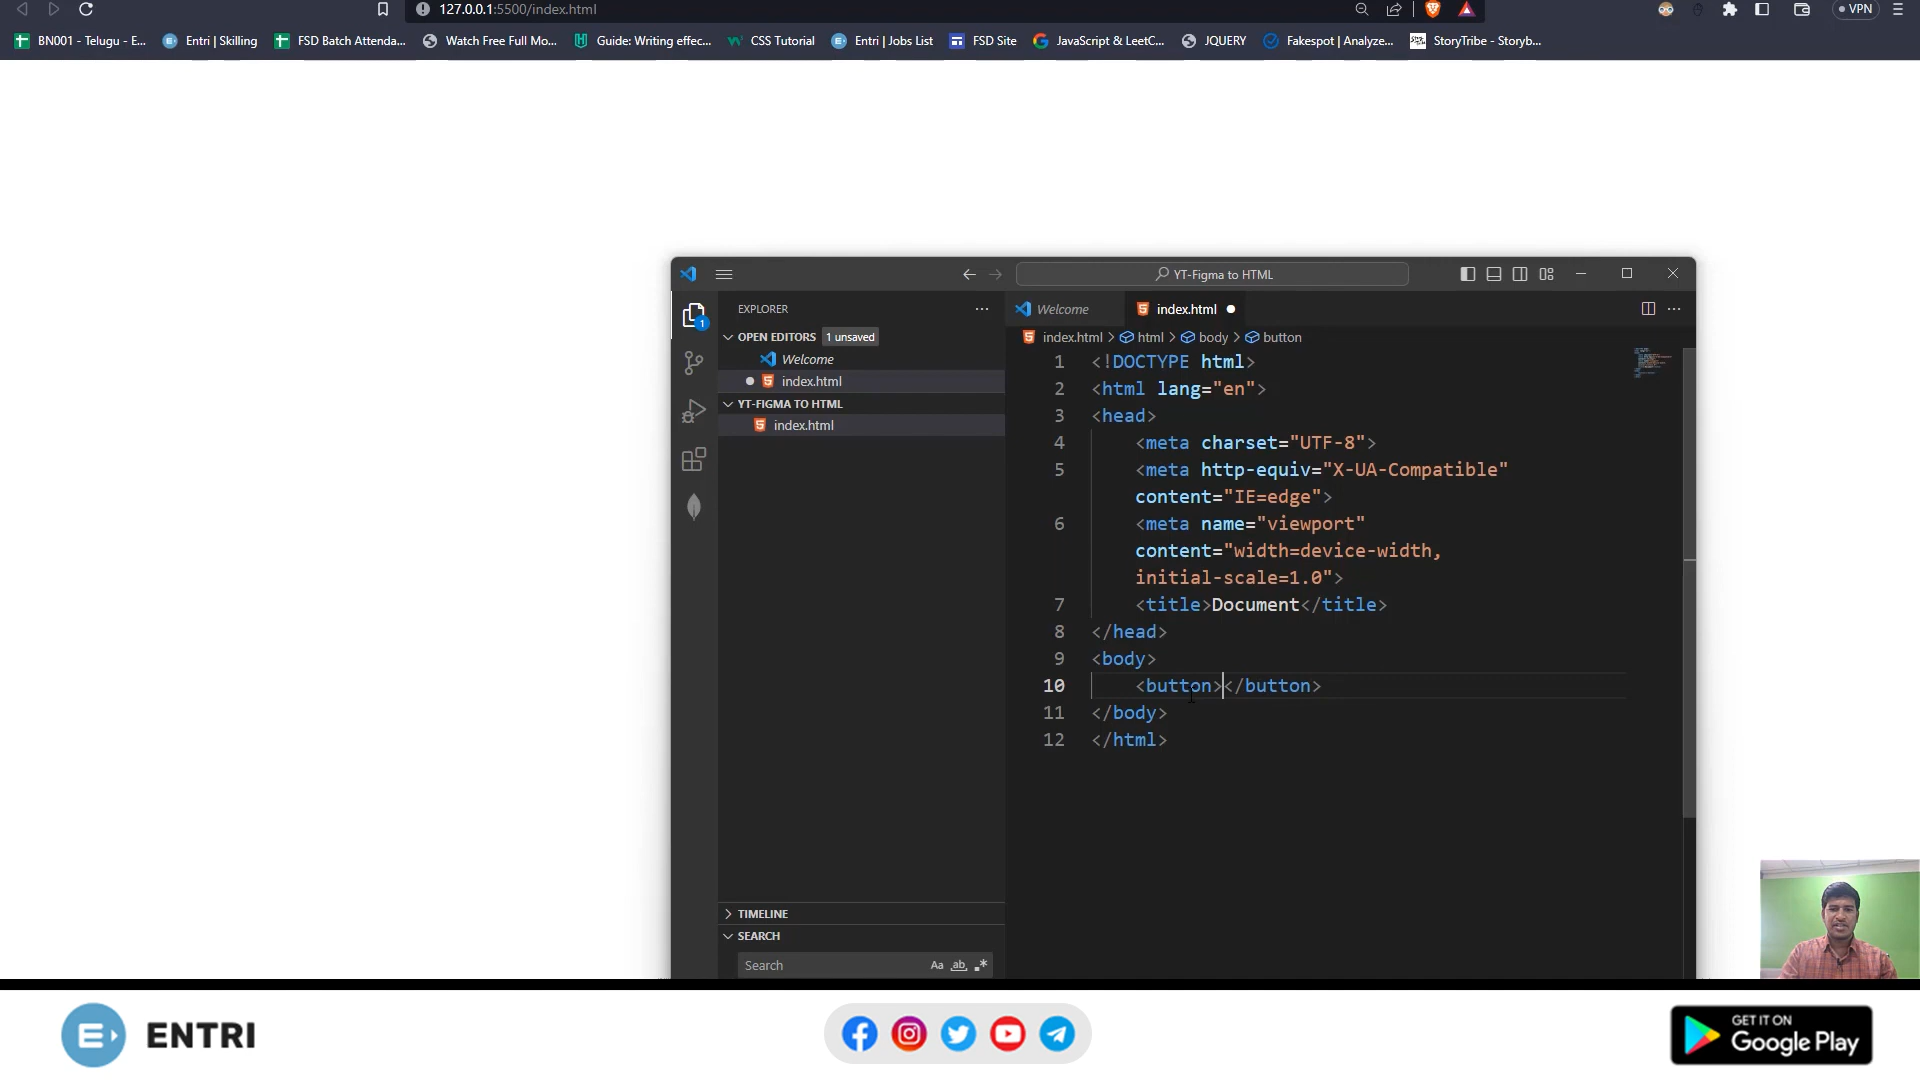 127.0.0.1:5500/index.html
VPN
BN001 - Telugu - E...
Entri | Skilling
FSD Batch Attenda...
Watch Free Full Mo...
Guide: Writing effec...
CSS Tutorial
Entri | Jobs List
FSD Site
JavaScript & LeetC...
JQUERY
Fakespot | Analyze...
StoryTribe - Storyb...
YT-Figma to HTML
EXPLORER
OPEN EDITORS
1 unsaved
Welcome
index.html
YT-FIGMA TO HTML
index.html
TIMELINE
SEARCH
Search
Aa
ab
1
Welcome
index.html
index.html > html > body > button
1 <!DOCTYPE html>
2 <html lang="en">
3 <head>
4 <meta charset="UTF-8">
5 <meta http-equiv="X-UA-Compatible"
content="IE=edge">
6 <meta name="viewport"
content="width=device-width,
initial-scale=1.0">
7 <title>Document</title>
8 </head>
9 <body>
10 <button></button>
11 </body>
12 </html>
E
ENTRI
GET IT ON
Google Play